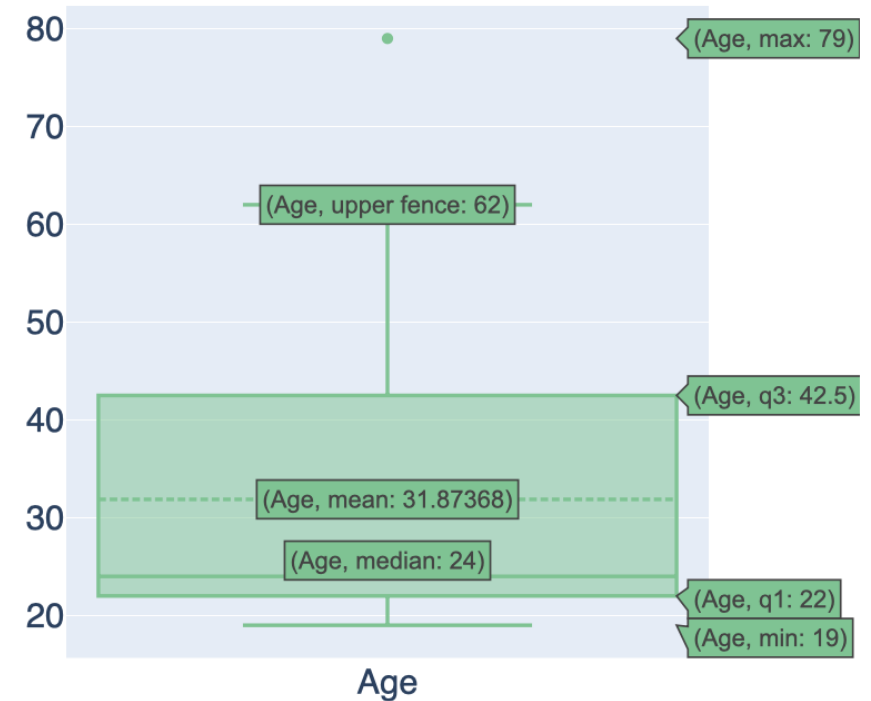 80
(Age, max: 79)
70
(Age, upper fence: 62)
60
50
(Age, q3: 42.5)
40
(Age, mean: 31.87368)
30
(Age, median: 24)
(Age, q1: 22)
20
(Age, min: 19)
Age